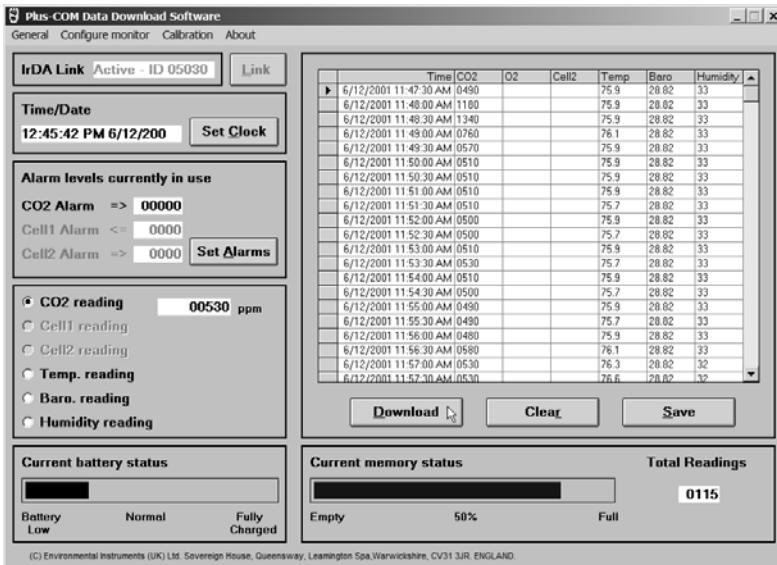 Plus-COM Data Download Software
General Configure monitor Calibration About
IrDA Link Active - ID 05030 Link
Time/Date
12:45:42 PM 6/12/200 Set Clock
Alarm levels currently in use
CO2 Alarm => 00000
Cell1 Alarm <= 0000
Cell2 Alarm => 0000 Set Alarms
CO2 reading 00530 ppm
Cell1 reading
Cell2 reading
Temp. reading
Baro. reading
Humidity reading
Time CO2 O2 Cell2 Temp Baro Humidity
6/12/2001 11:47:30 AM 0490 75.9 28.82 33
6/12/2001 11:48:00 AM 1180 75.9 28.82 33
6/12/2001 11:48:30 AM 1340 75.9 28.82 33
6/12/2001 11:49:00 AM 0760 76.1 28.82 33
6/12/2001 11:49:30 AM 0570 75.9 28.82 33
6/12/2001 11:50:00 AM 0510 75.9 28.82 33
6/12/2001 11:50:30 AM 0510 75.9 28.82 33
6/12/2001 11:51:00 AM 0510 75.9 28.82 33
6/12/2001 11:51:30 AM 0510 75.7 28.82 33
6/12/2001 11:52:00 AM 0500 75.9 28.82 33
6/12/2001 11:52:30 AM 0500 75.7 28.82 33
6/12/2001 11:53:00 AM 0510 75.9 28.82 33
6/12/2001 11:53:30 AM 0530 75.7 28.82 33
6/12/2001 11:54:00 AM 0510 75.9 28.82 33
6/12/2001 11:54:30 AM 0500 75.7 28.82 33
6/12/2001 11:55:00 AM 0490 75.9 28.82 33
6/12/2001 11:55:30 AM 0490 75.7 28.82 33
6/12/2001 11:56:00 AM 0480 75.9 28.82 33
6/12/2001 11:56:30 AM 0580 76.1 28.82 33
6/12/2001 11:57:00 AM 0530 76.3 28.82 32
6/12/2001 11:57:30 AM 0530 76.6 28.82 32
Download Clear Save
Current battery status
Battery Low Normal Fully Charged
Current memory status Total Readings
0115
Empty 50% Full
(C) Environmental Instruments (UK) Ltd. Sovereign House, Queensway, Leamington Spa,Warwickshire, CV31 3JR. ENGLAND.